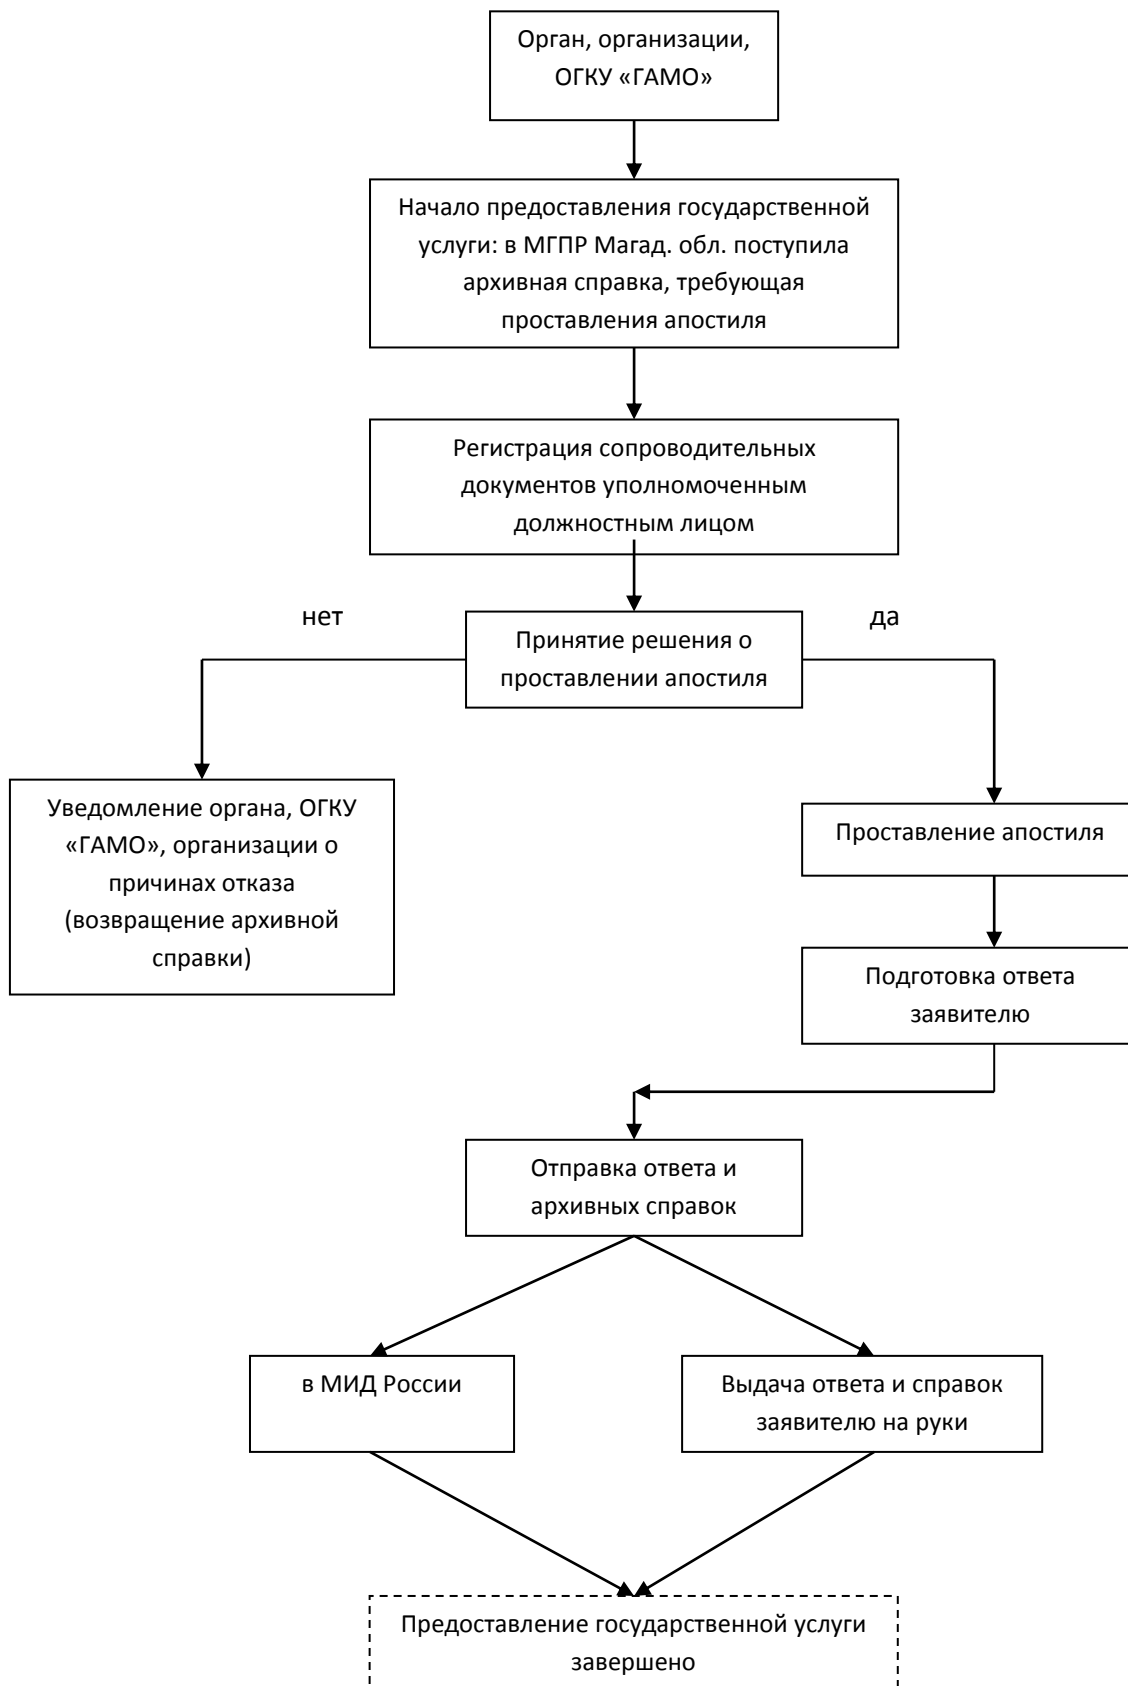 Орган, организации,
ОГКУ «ГАМО»
Начало предоставления государственной
услуги: в МГПР Магад. обл. поступила
архивная справка, требующая
проставления апостиля
Регистрация сопроводительных
документов уполномоченным
должностным лицом
нет
да
Принятие решения о
проставлении апостиля
Уведомление органа, ОГКУ
«ГАМО», организации о
причинах отказа
(возвращение архивной
справки)
Проставление апостиля
Подготовка ответа
заявителю
Отправка ответа и
архивных справок
в МИД России
Выдача ответа и справок
заявителю на руки
Предоставление государственной услуги
завершено